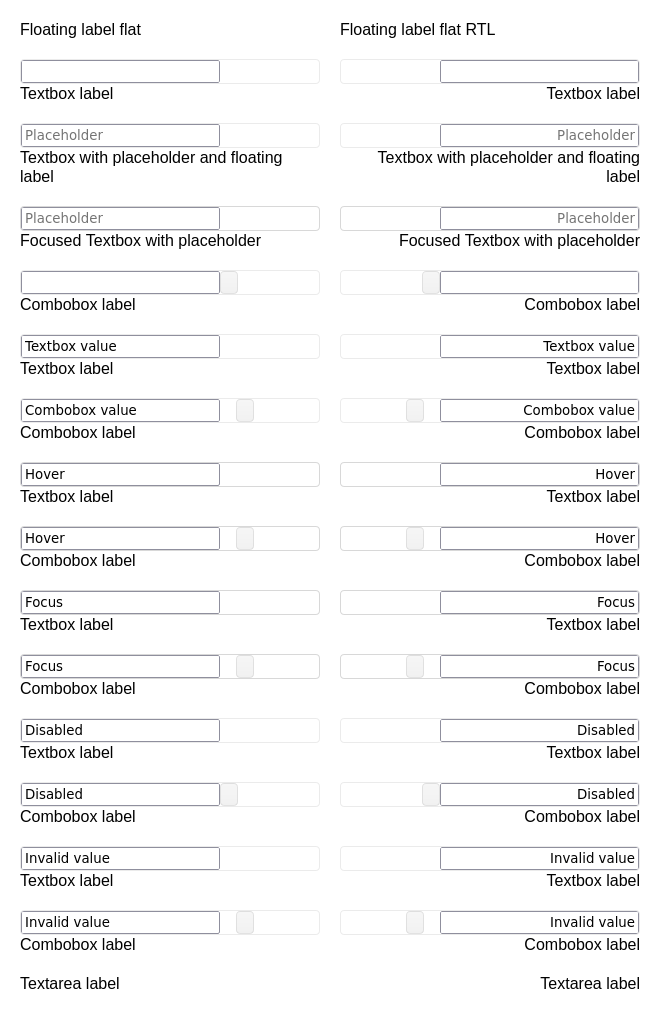 Floating label flat
Textbox label
Placeholder
Textbox with placeholder and floating
label
Placeholder
Focused Textbox with placeholder
Combobox label
Textbox value
Textbox label
Combobox value
Combobox label
Hover
Textbox label
Hover
Combobox label
Focus
Textbox label
Focus
Combobox label
Disabled
Textbox label
Disabled
Combobox label
Invalid value
Textbox label
Invalid value
Combobox label
Textarea label
Floating label flat RTL
Textbox label
Placeholder
Textbox with placeholder and floating
label
Placeholder
Focused Textbox with placeholder
Combobox label
Textbox value
Textbox label
Combobox value
Combobox label
Hover
Textbox label
Hover
Combobox label
Focus
Textbox label
Focus
Combobox label
Disabled
Textbox label
Disabled
Combobox label
Invalid value
Textbox label
Invalid value
Combobox label
Textarea label